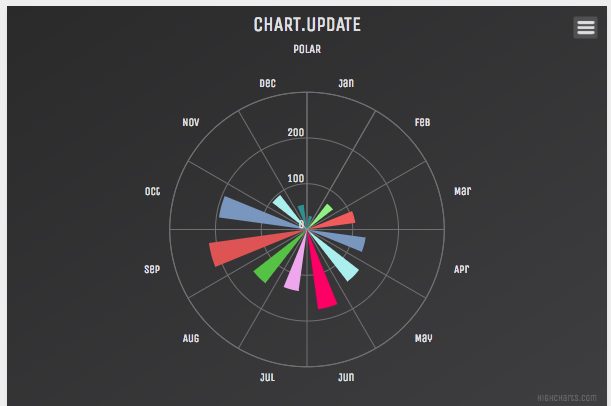 Chart.update
Polar
Dec
Jan
Nov
Feb
200
100
Oct
Mar
0
Sep
Apr
Aug
May
Jul
Jun
Highcharts.com